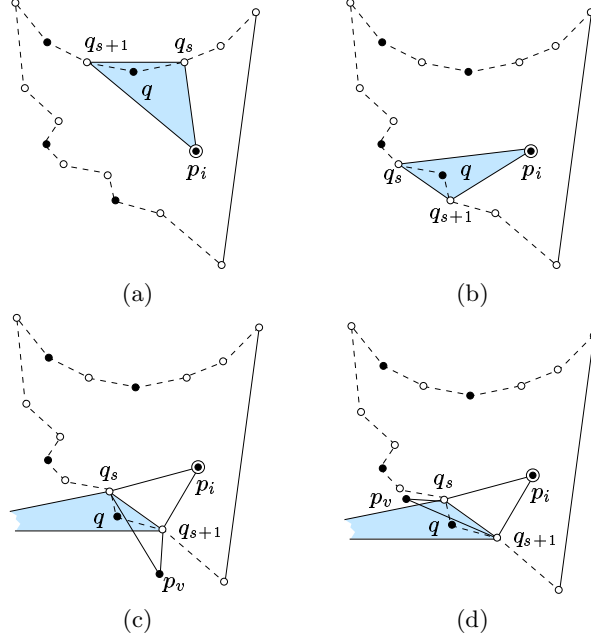 q_{s+1} q_s
q
p_i
(a)
q_s q p_i
q_{s+1}
(b)
q_s
p_i
q q_{s+1}
p_v
(c)
q_s
p_v p_i
q q_{s+1}
(d)